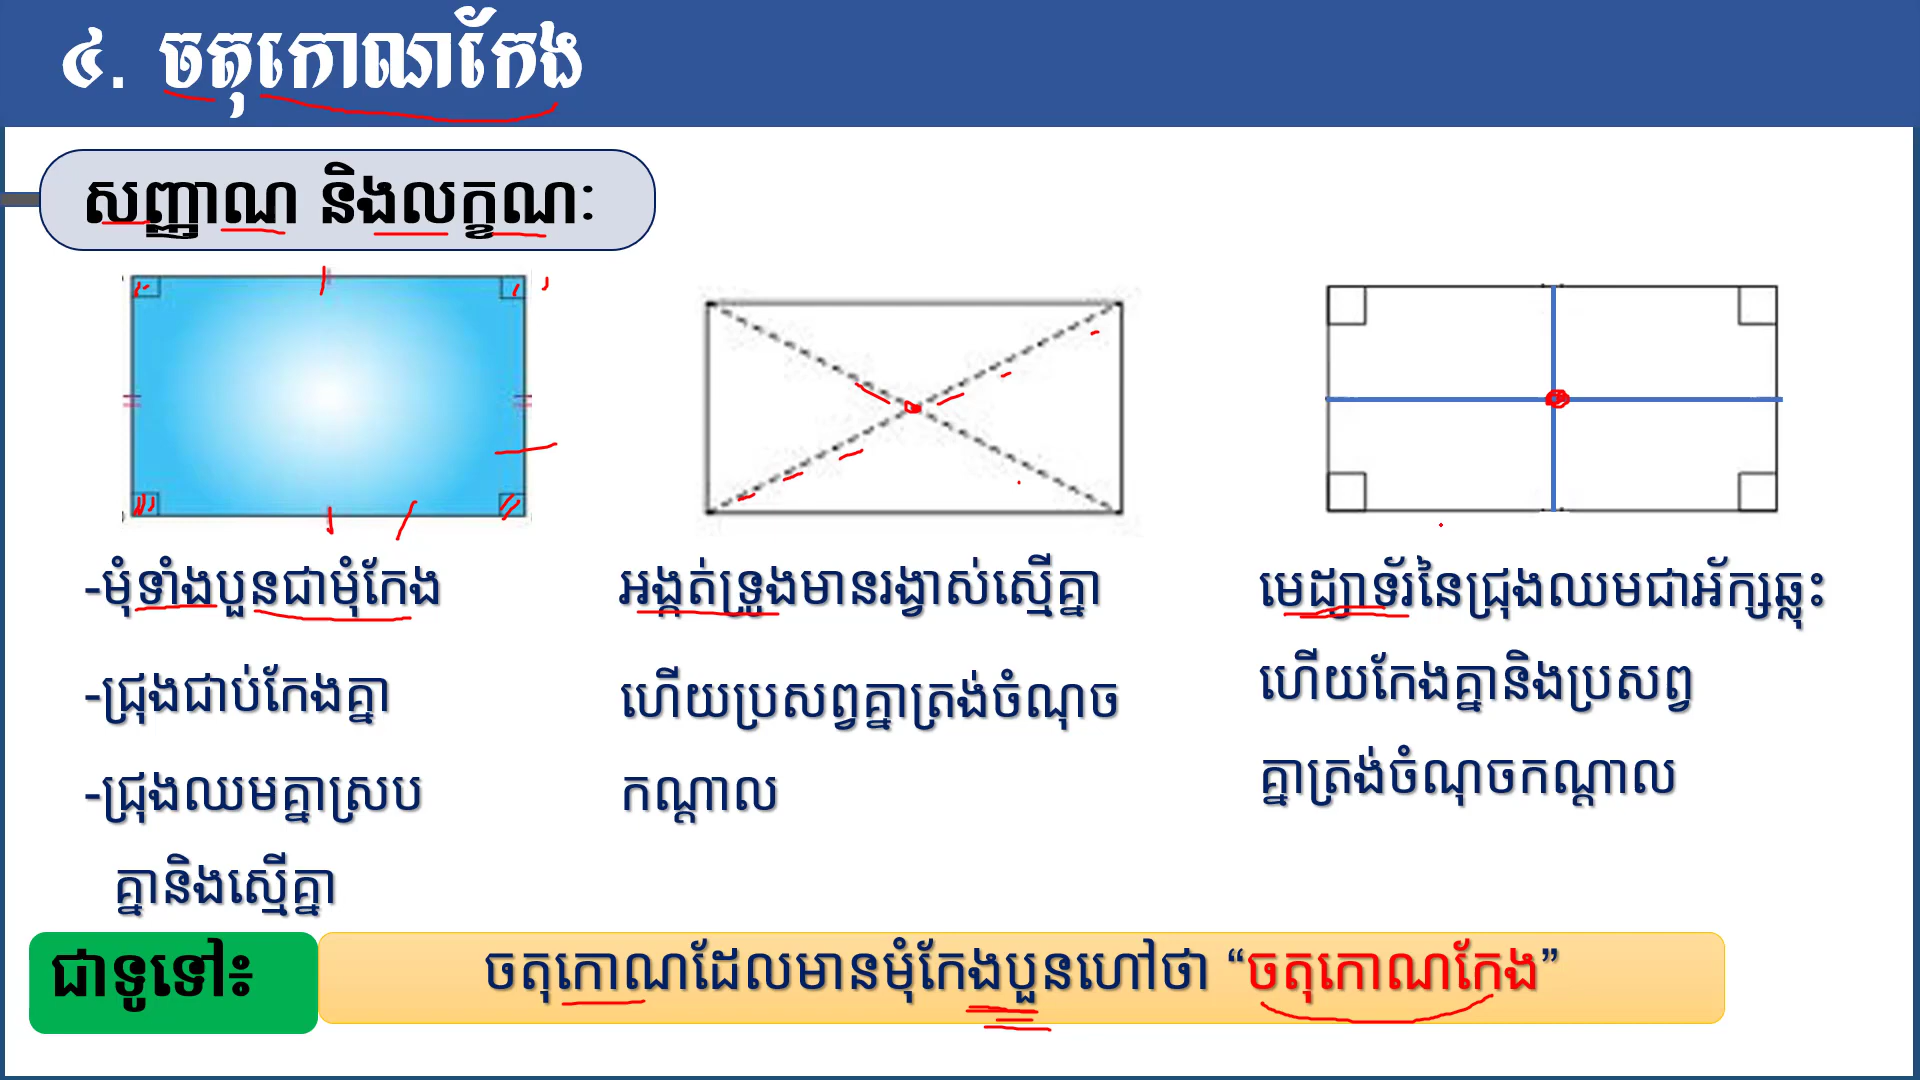 ៤. ចតុកោណកែង
សញ្ញាណ និងលក្ខណៈ
-មុំទាំងបួនជាមុំកែង
-ជ្រុងជាប់កែងគ្នា
-ជ្រុងឈមគ្នាស្រប
គ្នានិងស្មើគ្នា
អង្កត់ទ្រូងមានរង្វាស់ស្មើគ្នា
ហើយប្រសព្វគ្នាត្រង់ចំណុច
កណ្តាល
មេដ្យាទ័រនៃជ្រុងឈមជាអ័ក្សឆ្លុះ
ហើយកែងគ្នានិងប្រសព្វ
គ្នាត្រង់ចំណុចកណ្តាល
ជាទូទៅ៖
ចតុកោណដែលមានមុំកែងបួនហៅថា “ចតុកោណកែង”